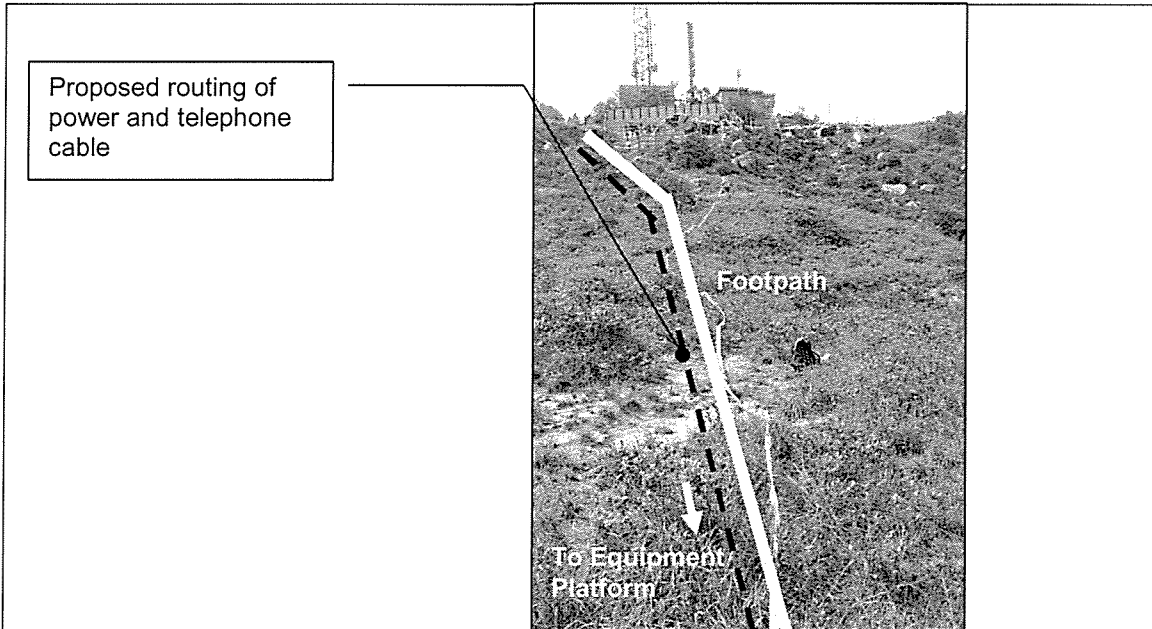 Proposed routing of
power and telephone
cable
Footpath
To Equipment
Platform